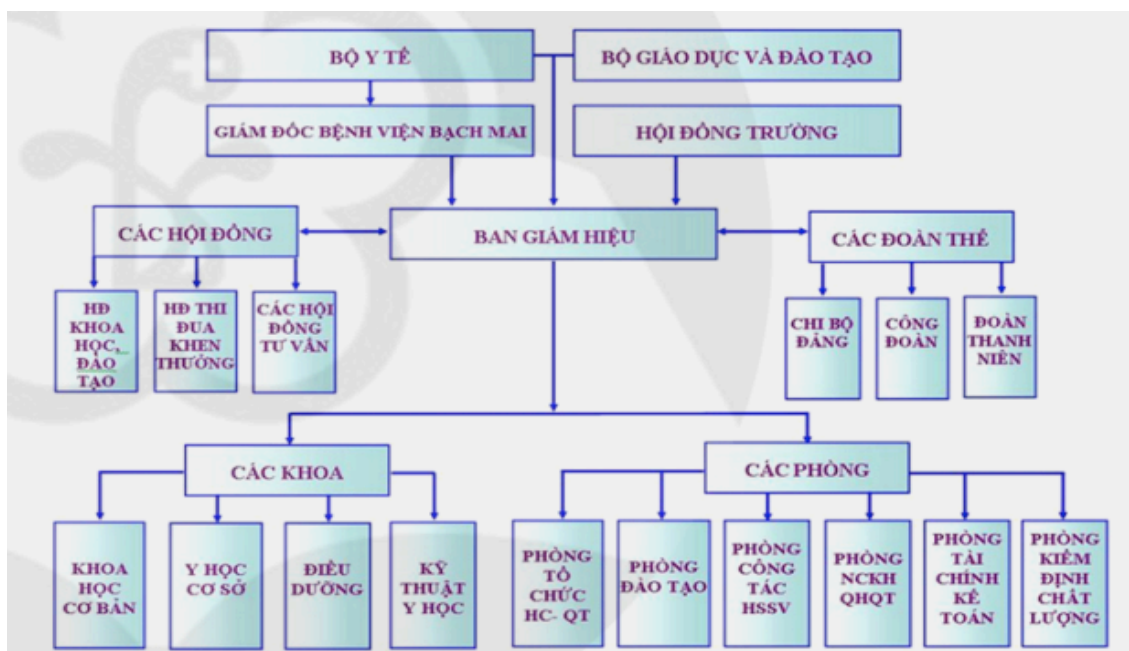 BỘ Y TẾ
BỘ GIÁO DỤC VÀ ĐÀO TẠO
GIÁM ĐỐC BỆNH VIỆN BẠCH MAI
HỘI ĐỒNG TRƯỜNG
CÁC HỘI ĐỒNG
BAN GIÁM HIỆU
CÁC ĐOÀN THỂ
HĐ
KHOA
HỌC,
ĐÀO
TẠO
HĐ THI
ĐUA
KHEN
THƯỞNG
CÁC HỘI
ĐỒNG
TƯ VẤN
CHI BỘ
ĐẢNG
CÔNG
ĐOÀN
ĐOÀN
THANH
NIÊN
CÁC KHOA
CÁC PHÒNG
KHOA
HỌC
CƠ BẢN
Y HỌC
CƠ SỞ
ĐIỀU
DƯỠNG
KỸ
THUẬT
Y HỌC
PHÒNG
TỔ
CHỨC
HC- QT
PHÒNG
ĐÀO TẠO
PHÒNG
CÔNG
TÁC
HSSV
PHÒNG
NCKH
QHQT
PHÒNG
TÀI
CHÍNH
KẾ
TOÁN
PHÒNG
KIỂM
ĐỊNH
CHẤT
LƯỢNG